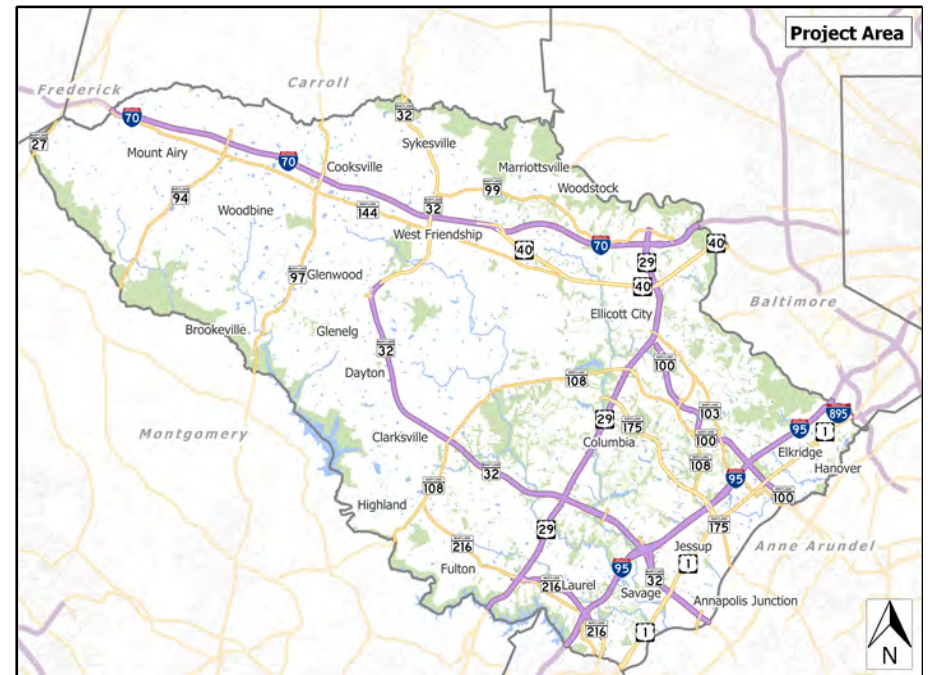 Project Area
Frederick
Carroll
70
MARYLAND
32
27
Mount Airy
Sykesville
70
Cooksville
Marriottsville
99
Woodstock
94
Woodbine
144
32
West Friendship
40
70
40
29
97
Glenwood
40
Baltimore
Ellicott City
Brookeville
Glenelg
32
100
Dayton
108
895
29
175
103
95
1
Montgomery
Clarksville
Columbia
100
Elkridge
108
Hanover
32
95
108
100
Highland
29
175
216
Jessup
Anne Arundel
Fulton
1
95
32
216
Laurel
Savage
Annapolis Junction
216
1
N